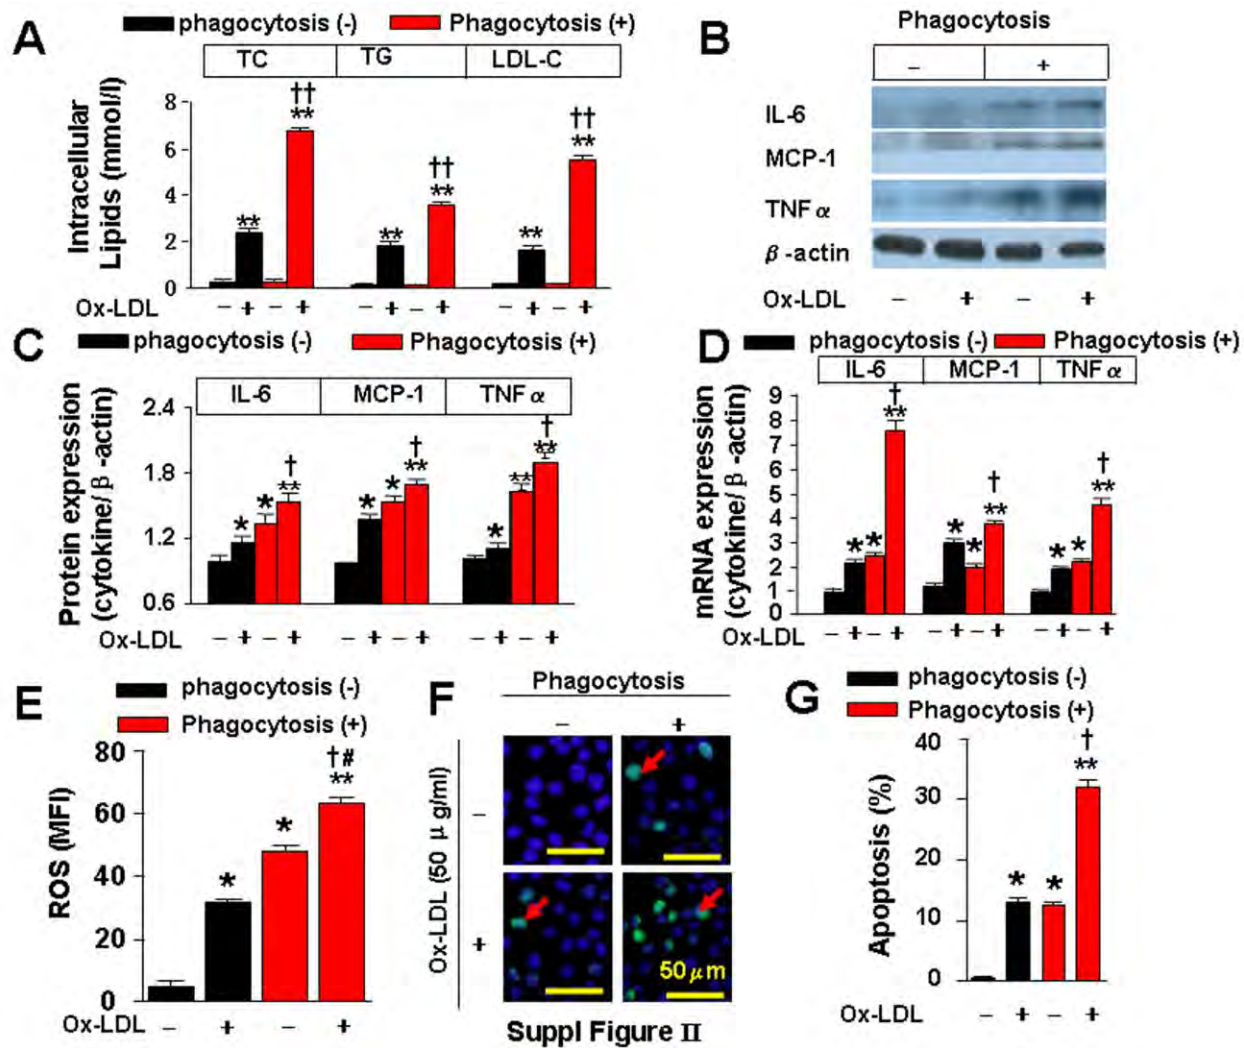 A
phagocytosis (-)
Phagocytosis (+)
TC TG LDL-C
Intracellular
Lipids (mmol/l)
8
6
4
2
0
†† †† ††
** ** ** ** ** **
Ox-LDL − + − + − + − + − + − +
B
Phagocytosis
− +
IL-6
MCP-1
TNF α
β -actin
Ox-LDL − + − +
C
phagocytosis (-)
Phagocytosis (+)
IL-6 MCP-1 TNF α
Protein expression
(cytokine/ β -actin)
2.4
1.8
1.2
0.6
† † †
* * ** * * ** * ** **
Ox-LDL − + − + − + − + − + − +
D
phagocytosis (-)
Phagocytosis (+)
IL-6 MCP-1 TNF α
mRNA expression
(cytokine/ β -actin)
9
8
7
6
5
4
3
2
1
0
† † †
* * ** * * ** * * **
Ox-LDL − + − + − + − + − + − +
E
phagocytosis (-)
Phagocytosis (+)
ROS (MFI)
80
60
40
20
0
†#
* * **
Ox-LDL − + − +
F
Phagocytosis
− +
Ox-LDL (50 μ g/ml)
−
+
50 μm
Suppl Figure II
G
phagocytosis (-)
Phagocytosis (+)
Apoptosis (%)
40
30
20
10
0
†
* * **
Ox-LDL − + − +